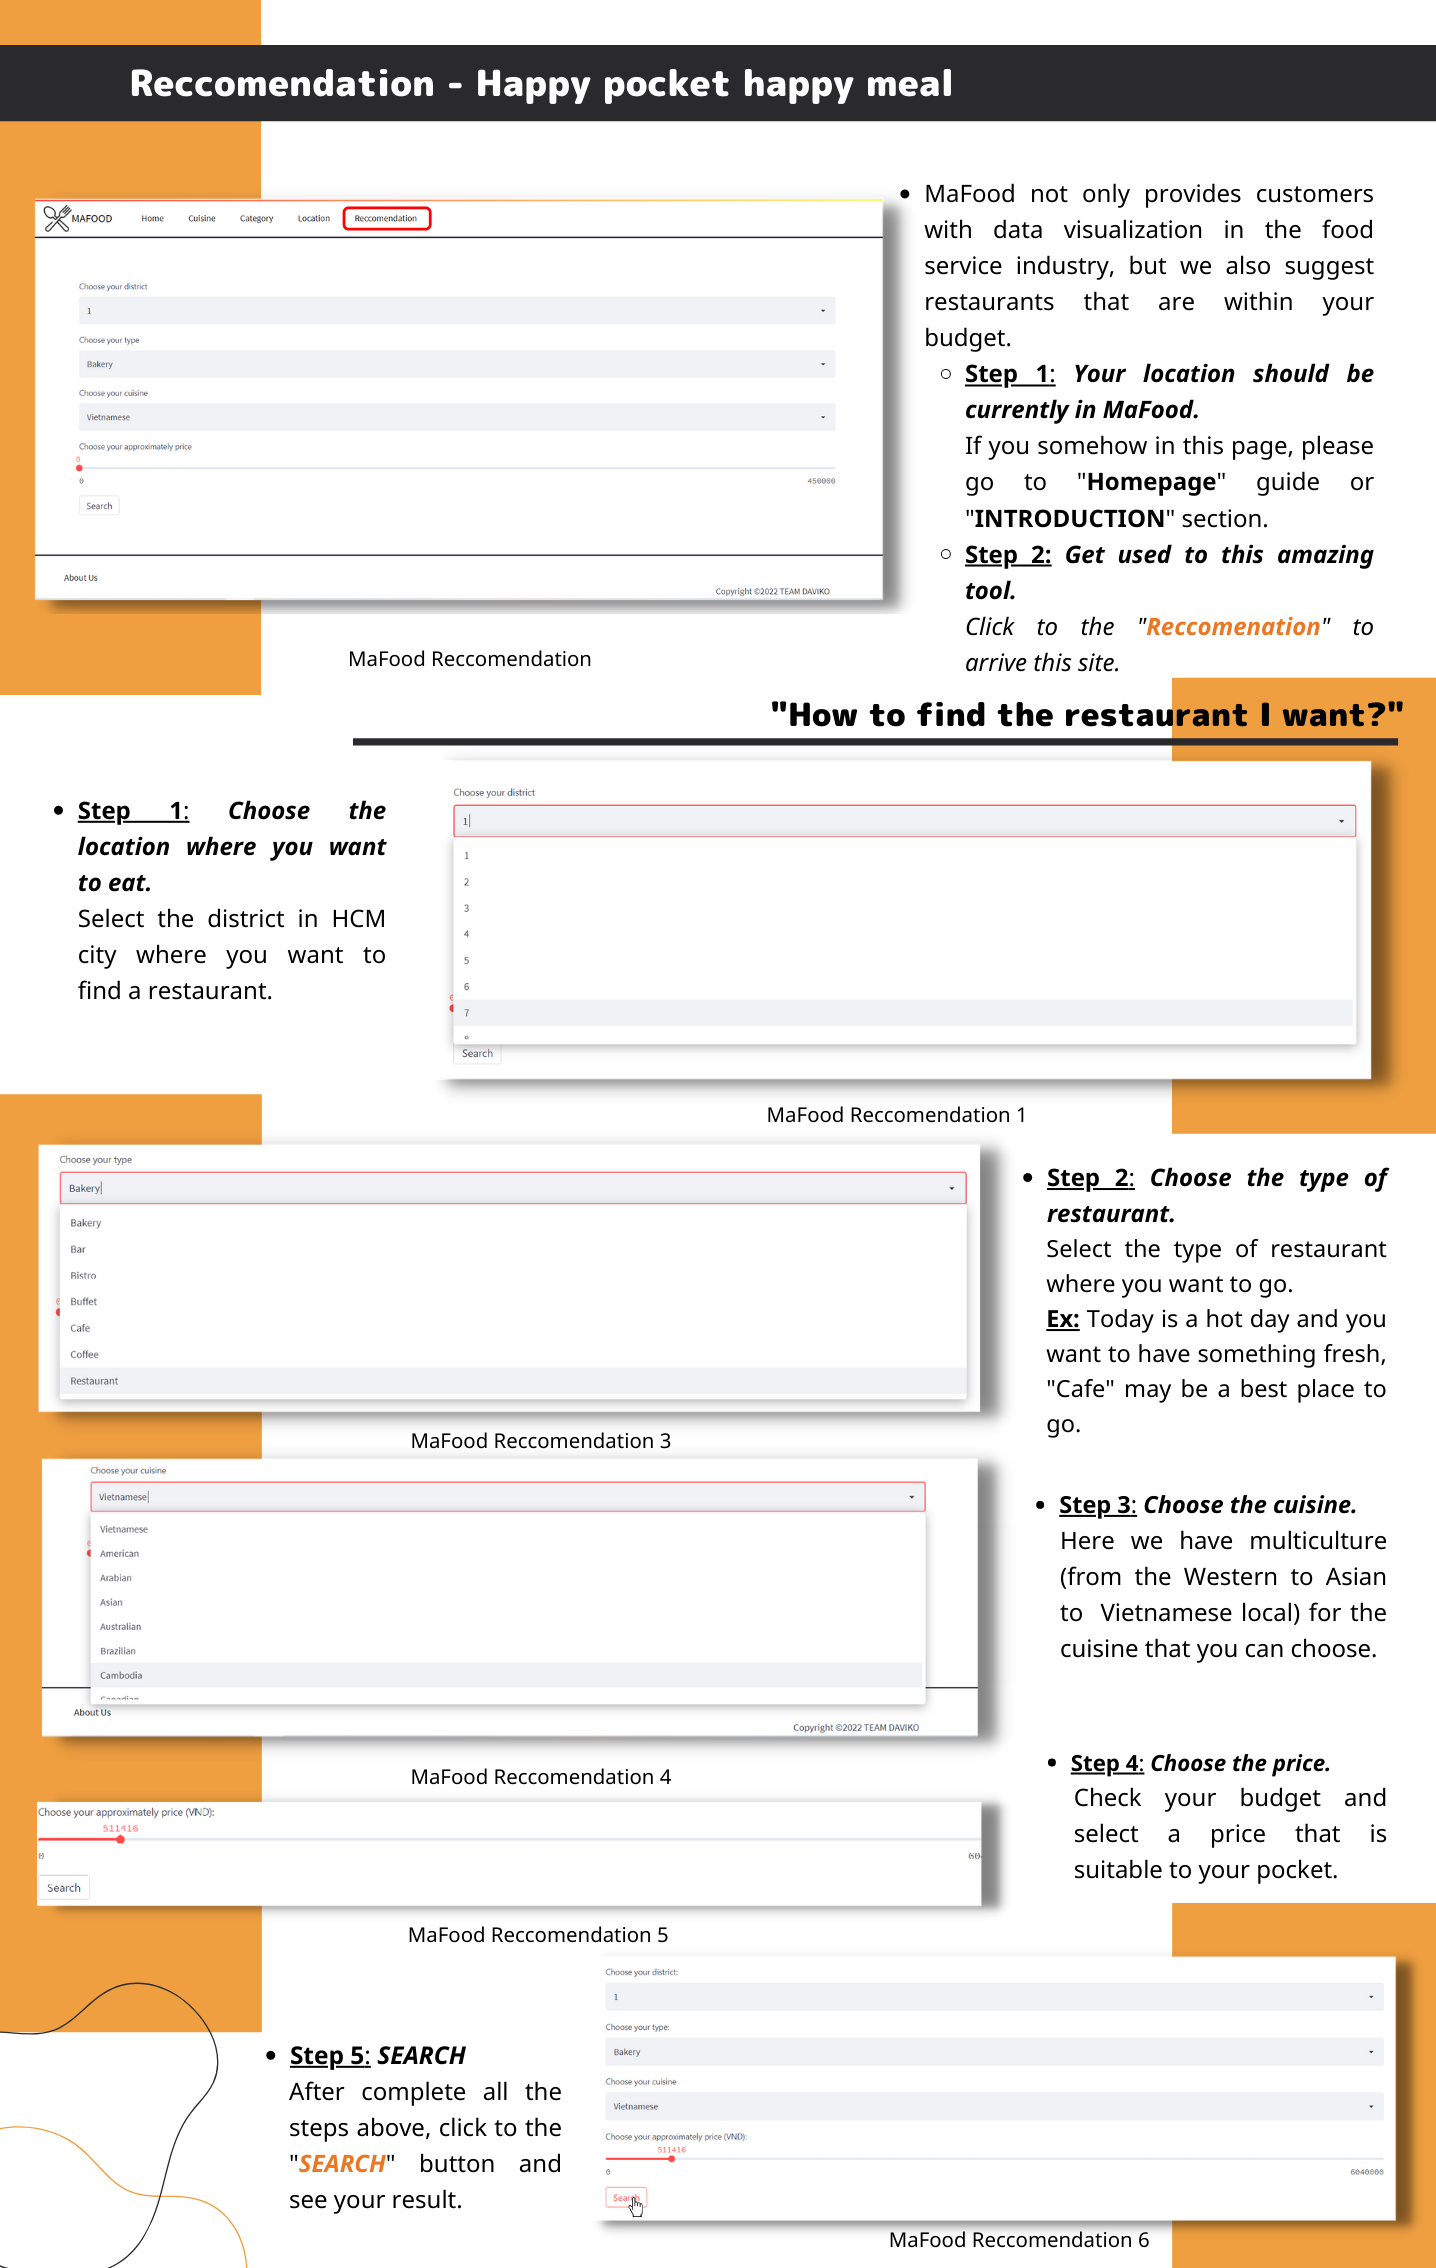 Reccomendation - Happy pocket happy meal
MAFOOD Home Cuisine Category Location Reccomendation
Choose your district
1
Choose your type
Bakery
Choose your cuisine
Vietnamese
Choose your approximately price
0
0 450000
Search
About Us
Copyright ©2022 TEAM DAVIKO
MaFood Reccomendation
MaFood not only provides customers
with data visualization in the food
service industry, but we also suggest
restaurants that are within your
budget.
Step 1: Your location should be
currently in MaFood.
If you somehow in this page, please
go to "Homepage" guide or
"INTRODUCTION" section.
Step 2: Get used to this amazing
tool.
Click to the "Reccomenation" to
arrive this site.
"How to find the restaurant I want?"
Step 1: Choose the
location where you want
to eat.
Select the district in HCM
city where you want to
find a restaurant.
Choose your district
1
1
2
3
4
5
6
7
8
Search
MaFood Reccomendation 1
Choose your type
Bakery
Bakery
Bar
Bistro
Buffet
Cafe
Coffee
Restaurant
MaFood Reccomendation 3
Step 2: Choose the type of
restaurant.
Select the type of restaurant
where you want to go.
Ex: Today is a hot day and you
want to have something fresh,
"Cafe" may be a best place to
go.
Choose your cuisine
Vietnamese
Vietnamese
American
Arabian
Asian
Australian
Brazilian
Cambodia
Canadian
About Us
Copyright ©2022 TEAM DAVIKO
MaFood Reccomendation 4
Step 3: Choose the cuisine.
Here we have multiculture
(from the Western to Asian
to Vietnamese local) for the
cuisine that you can choose.
Step 4: Choose the price.
Check your budget and
select a price that is
suitable to your pocket.
Choose your approximately price (VND):
511416
Search
MaFood Reccomendation 5
Step 5: SEARCH
After complete all the
steps above, click to the
"SEARCH" button and
see your result.
Choose your district:
1
Choose your type:
Bakery
Choose your cuisine
Vietnamese
Choose your approximately price (VND):
511416
0 6040000
Search
MaFood Reccomendation 6